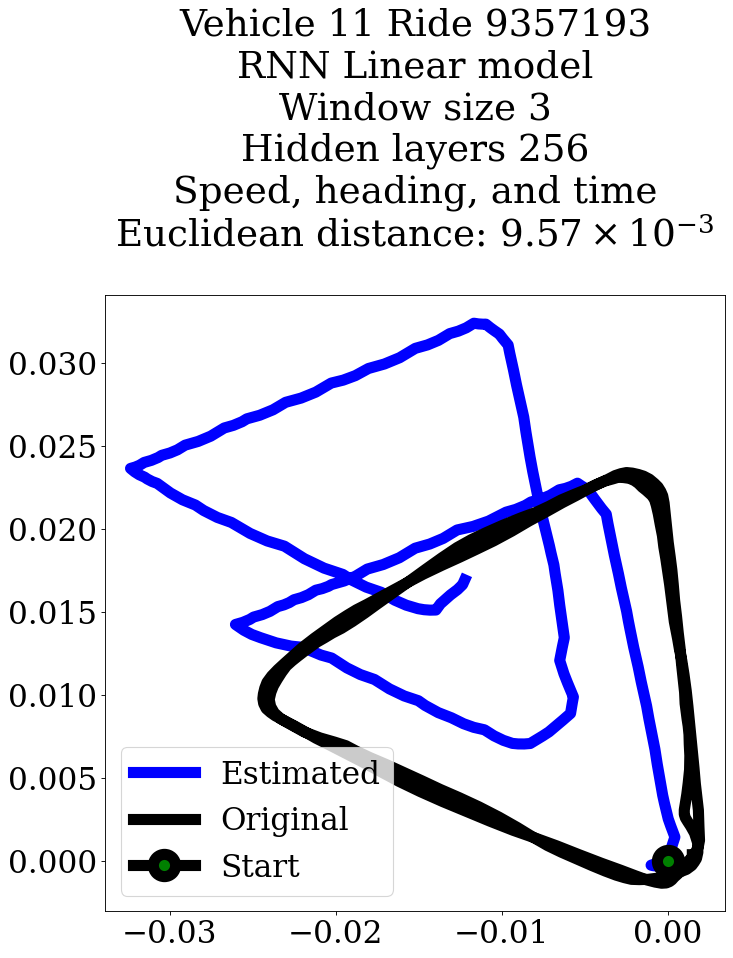 Vehicle 11 Ride 9357193
RNN Linear model
Window size 3
Hidden layers 256
Speed, heading, and time
Euclidean distance: 9.57 × 10⁻³
0.030
0.025
0.020
0.015
0.010
0.005
0.000
Estimated
Original
Start
−0.03 −0.02 −0.01 0.00